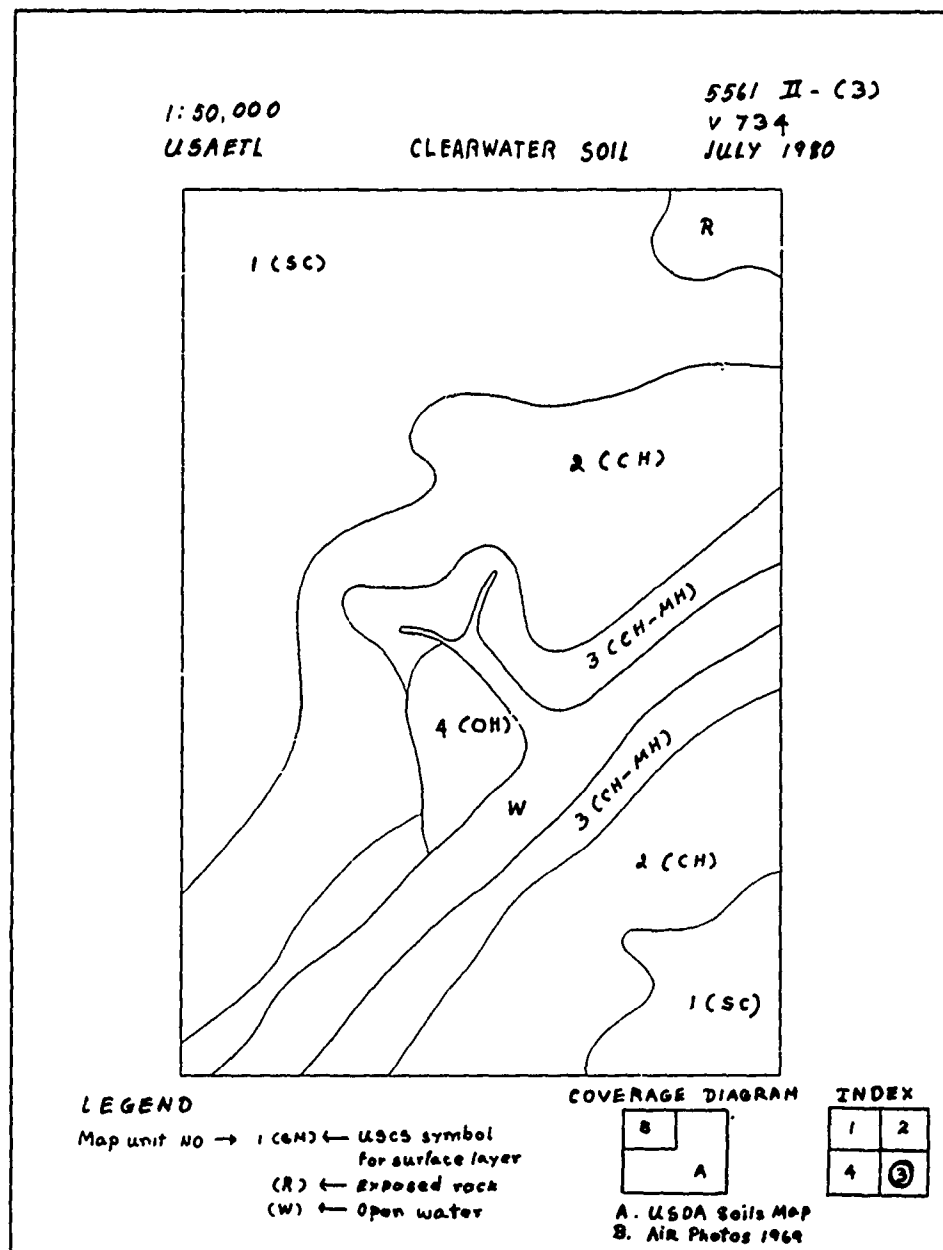 1:50,000
USAETL
CLEARWATER SOIL
5561 II - (3)
V 734
JULY 1980
R
1 (SC)
2 (CH)
3 (CH-MH)
4 (OH)
3 (CH-MH)
W
2 (CH)
1 (SC)
LEGEND
Map unit NO → 1 (GM) ← USCS symbol
for surface layer
(R) ← Exposed rock
(W) ← Open water
COVERAGE DIAGRAM
B
A
A. USDA Soils Map
B. Air Photos 1969
INDEX
1 2
4 3